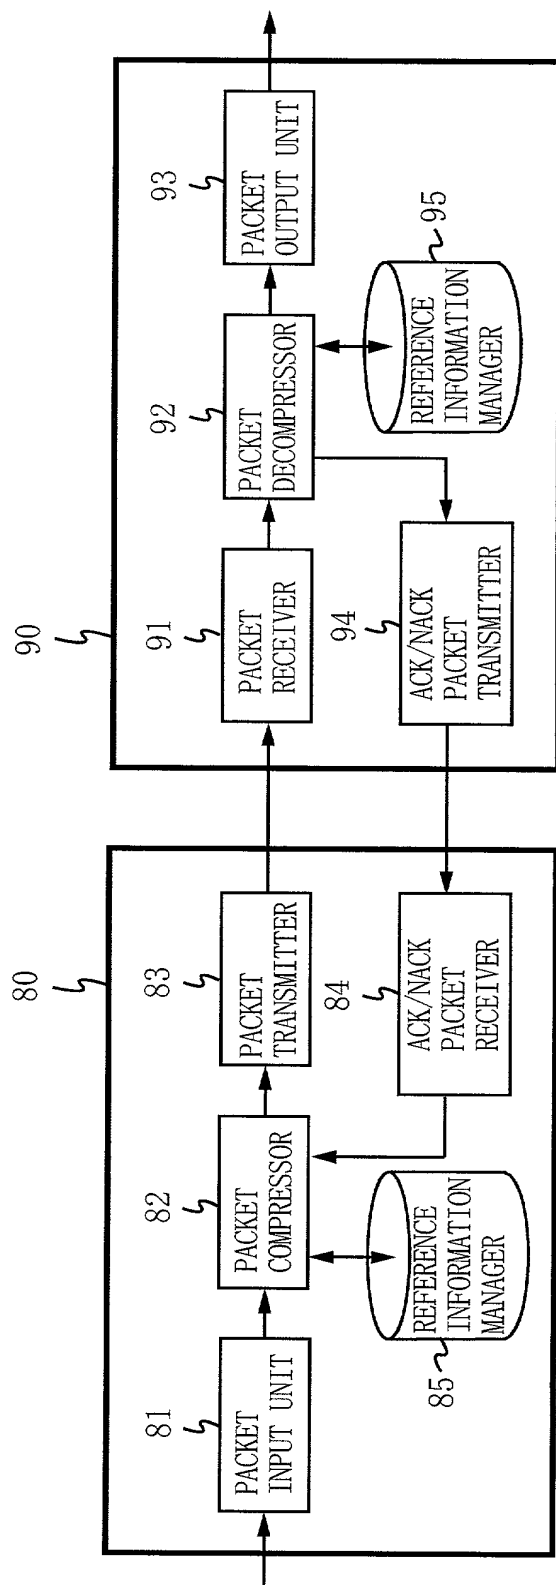 80
90
81
PACKET
INPUT UNIT
82
PACKET
COMPRESSOR
83
PACKET
TRANSMITTER
91
PACKET
RECEIVER
92
PACKET
DECOMPRESSOR
93
PACKET
OUTPUT UNIT
85
REFERENCE
INFORMATION
MANAGER
84
ACK/NACK
PACKET
RECEIVER
94
ACK/NACK
PACKET
TRANSMITTER
95
REFERENCE
INFORMATION
MANAGER